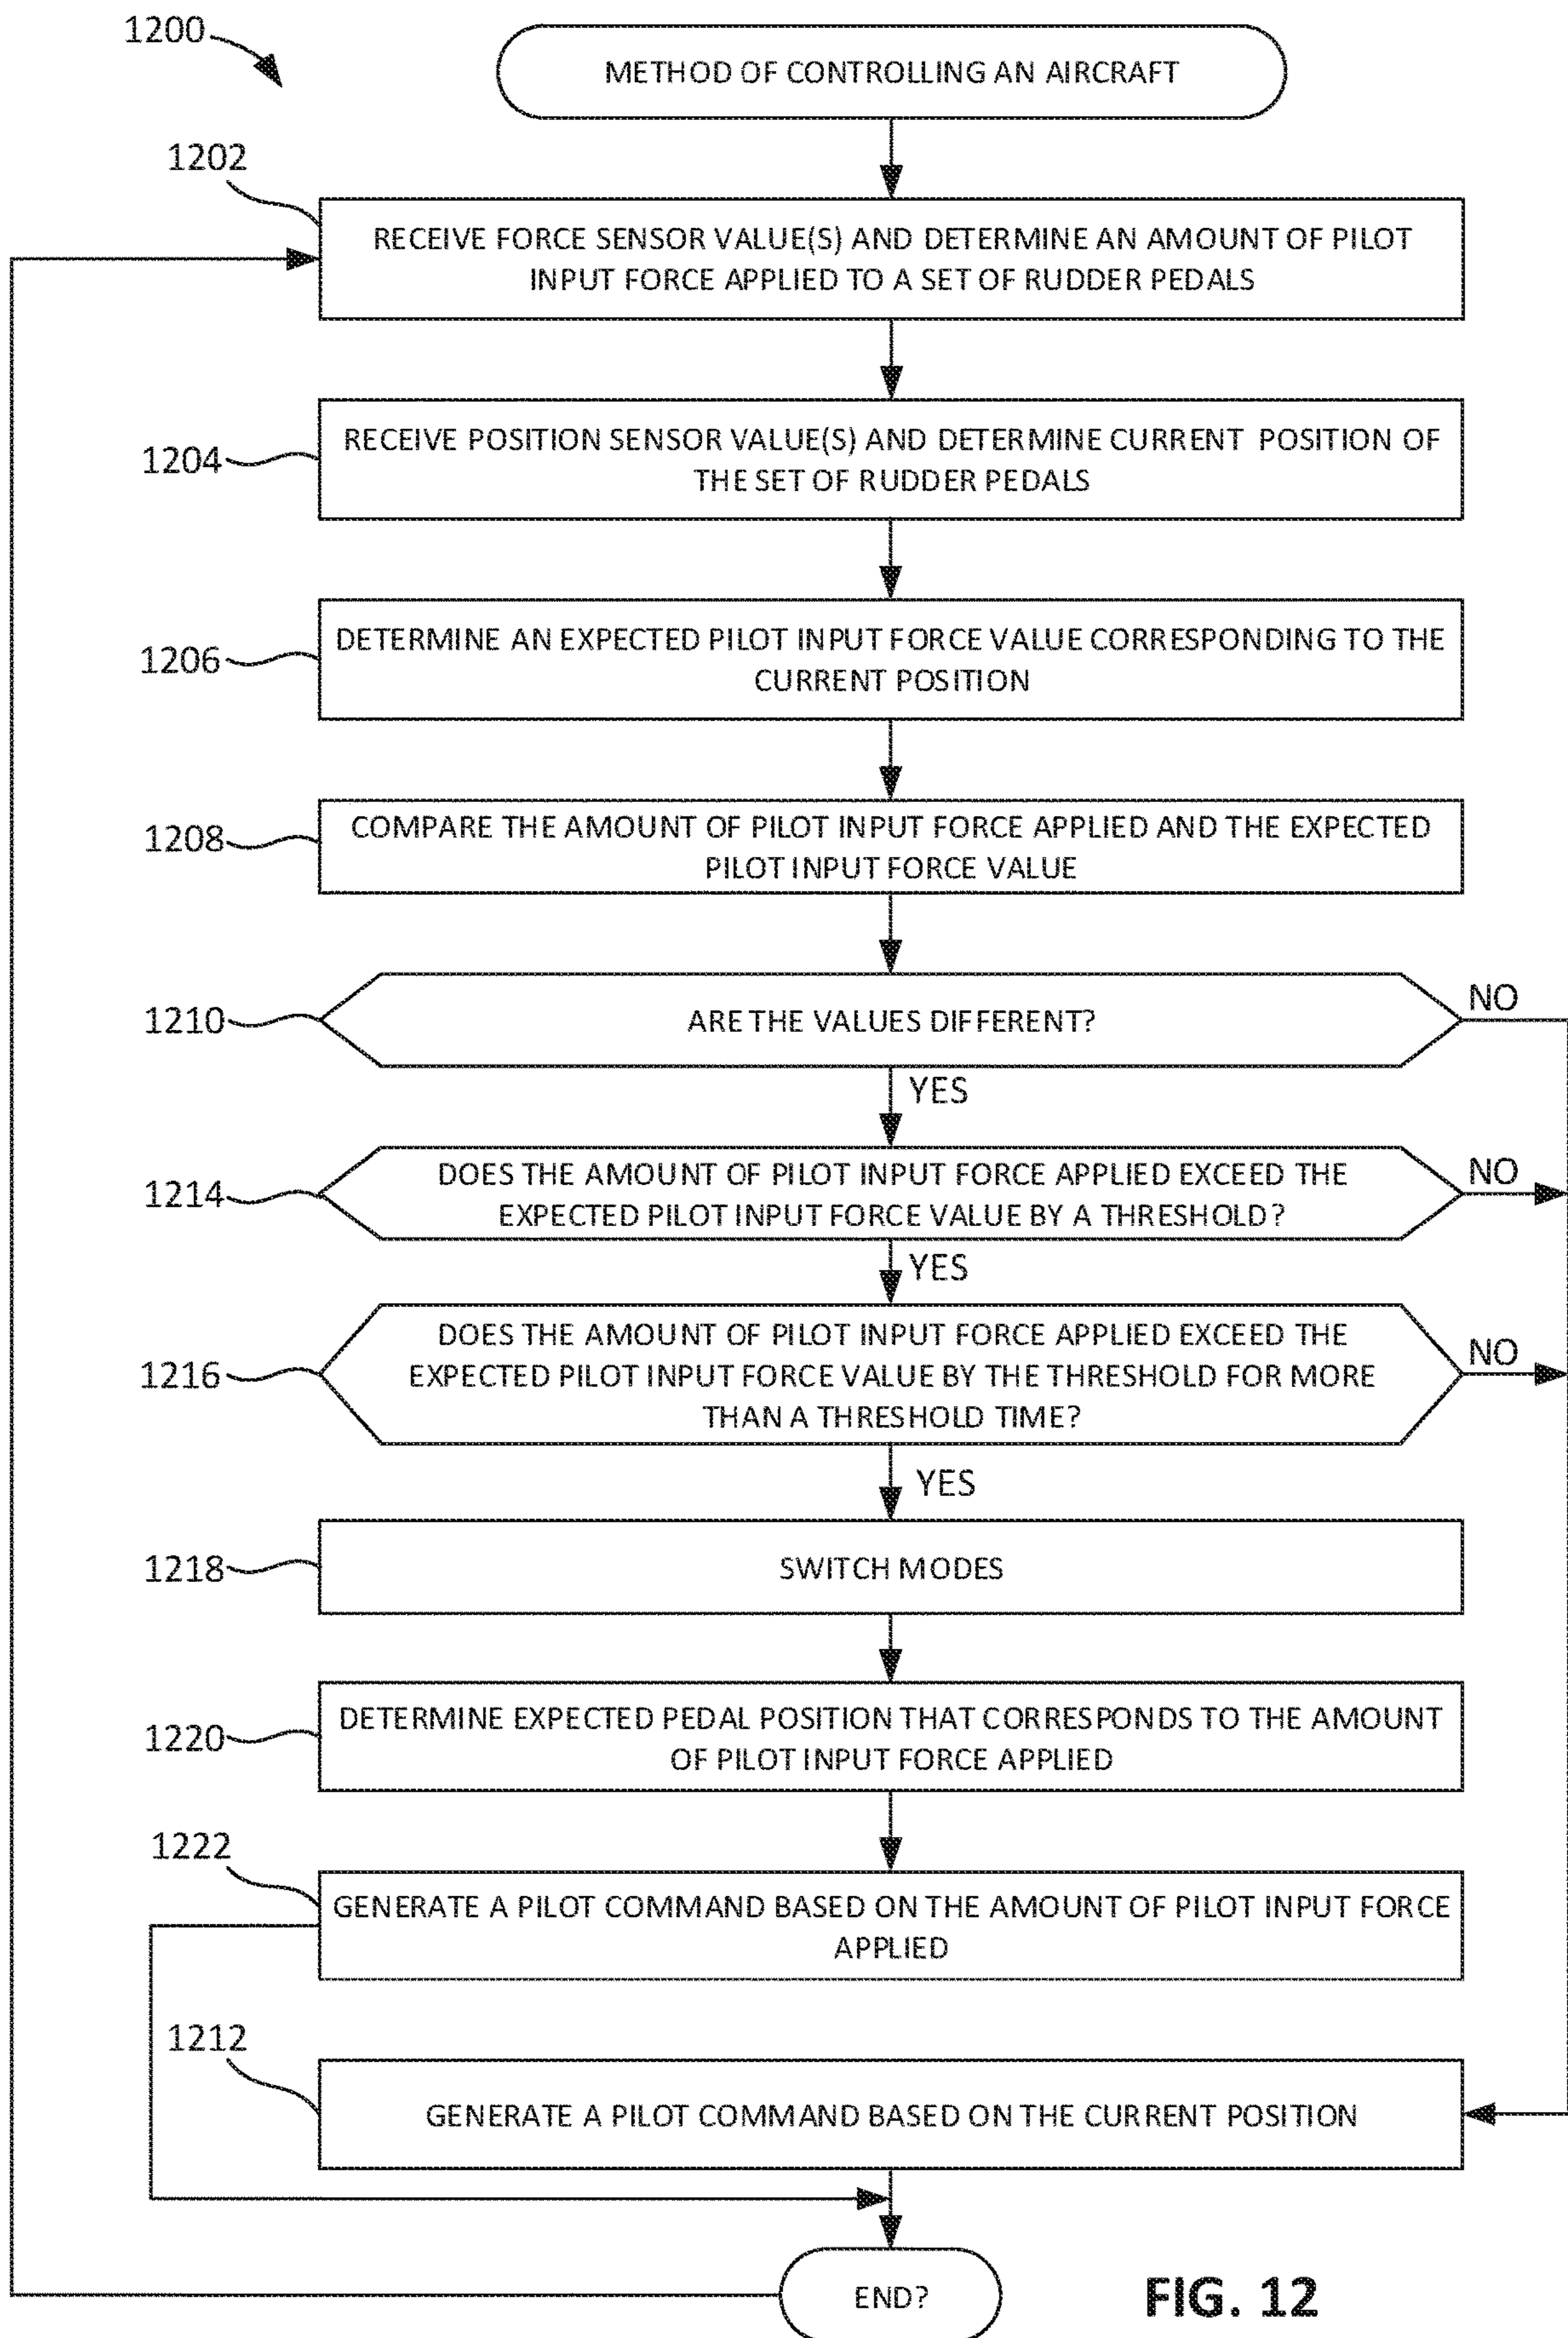 1200
METHOD OF CONTROLLING AN AIRCRAFT
1202
RECEIVE FORCE SENSOR VALUE(S) AND DETERMINE AN AMOUNT OF PILOT
INPUT FORCE APPLIED TO A SET OF RUDDER PEDALS
1204
RECEIVE POSITION SENSOR VALUE(S) AND DETERMINE CURRENT POSITION OF
THE SET OF RUDDER PEDALS
1206
DETERMINE AN EXPECTED PILOT INPUT FORCE VALUE CORRESPONDING TO THE
CURRENT POSITION
1208
COMPARE THE AMOUNT OF PILOT INPUT FORCE APPLIED AND THE EXPECTED
PILOT INPUT FORCE VALUE
1210
ARE THE VALUES DIFFERENT?
NO
YES
1214
DOES THE AMOUNT OF PILOT INPUT FORCE APPLIED EXCEED THE
EXPECTED PILOT INPUT FORCE VALUE BY A THRESHOLD?
NO
YES
1216
DOES THE AMOUNT OF PILOT INPUT FORCE APPLIED EXCEED THE
EXPECTED PILOT INPUT FORCE VALUE BY THE THRESHOLD FOR MORE
THAN A THRESHOLD TIME?
NO
YES
1218
SWITCH MODES
1220
DETERMINE EXPECTED PEDAL POSITION THAT CORRESPONDS TO THE AMOUNT
OF PILOT INPUT FORCE APPLIED
1222
GENERATE A PILOT COMMAND BASED ON THE AMOUNT OF PILOT INPUT FORCE
APPLIED
1212
GENERATE A PILOT COMMAND BASED ON THE CURRENT POSITION
END?
FIG. 12